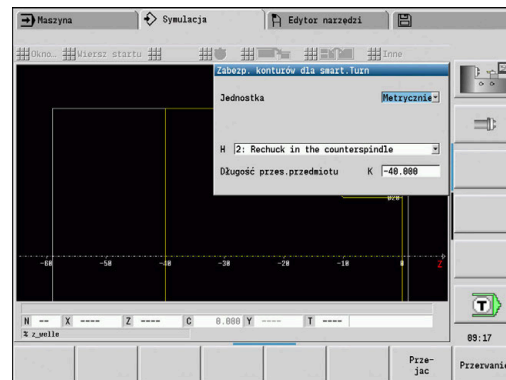 Maszyna
Symulacja
Edytor narzędzi
Okno...
Wiersz startu
Inne
Zabezp. konturów dla smart.Turn
Jednostka
Metrycznie
H 2: Rechuck in the counterspindle
Długość przes.przedmiotu K -40.000
Ø20
-60 -50 -40 -30 -20 -10 Z
N -- X ---- Z ---- C 0.000 Y ---- T ----
% z_welle
T
09:17
Prze-
jac
Przerwanie